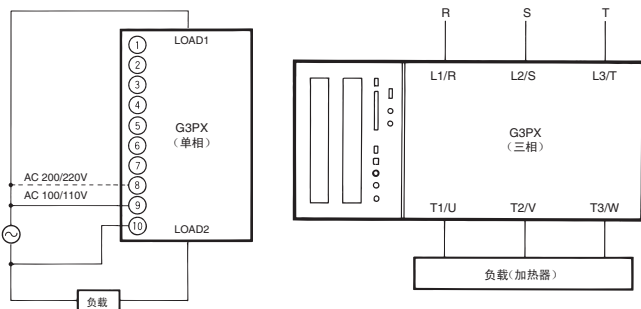 LOAD1
1
2
3
4
5
6
7
8
9
10
G3PX
（单相）
AC 200/220V
AC 100/110V
LOAD2
负载
R S T
L1/R L2/S L3/T
G3PX
（三相）
T1/U T2/V T3/W
负载（加热器）